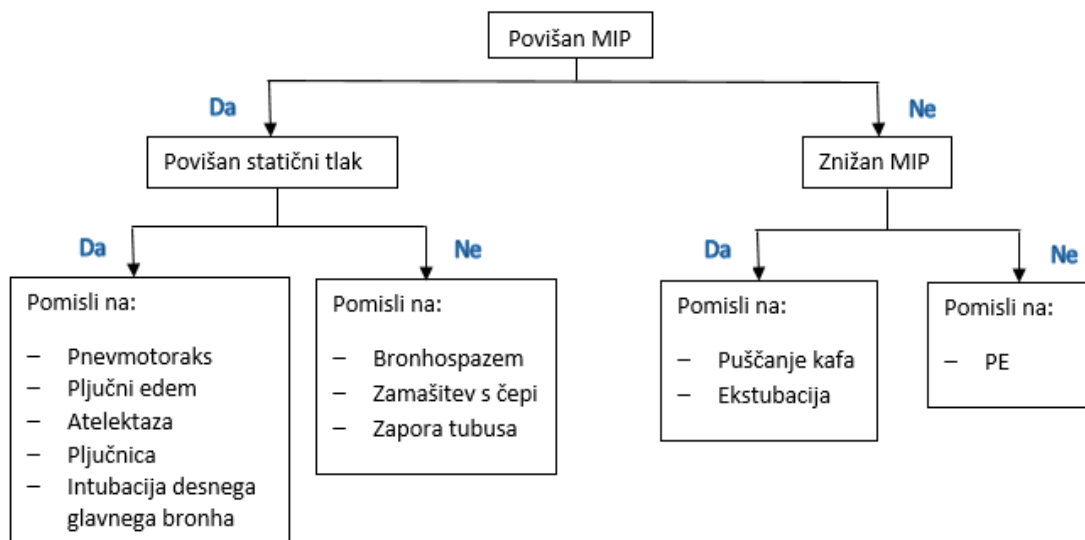 Povišan MIP
Da
Ne
Povišan statični tlak
Znižan MIP
Da
Ne
Da
Ne
Pomisli na:
– Pnevmotoraks
– Pljučni edem
– Atelektaza
– Pljučnica
– Intubacija desnega
glavnega bronha
Pomisli na:
– Bronhospazem
– Zamašitev s čepi
– Zapora tubusa
Pomisli na:
– Puščanje kafa
– Ekstubacija
Pomisli na:
– PE